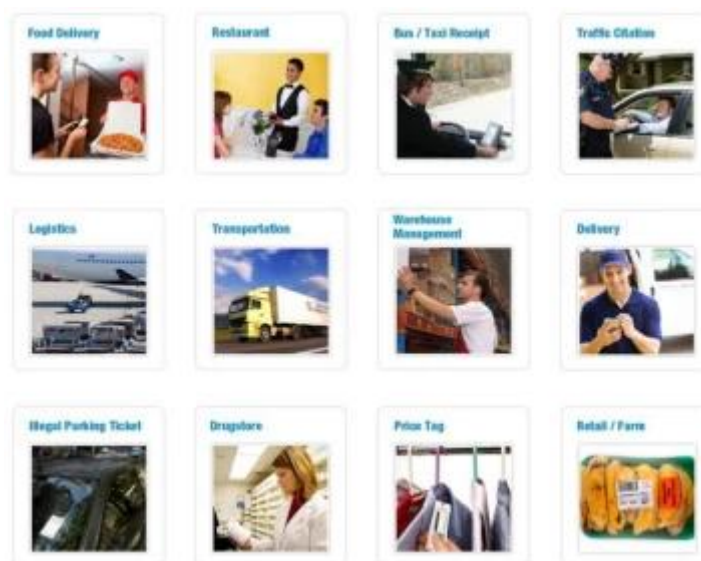 Food Delivery
Restaurant
Bus / Taxi Receipt
Traffic Citation
Logistics
Transportation
Warehouse
Management
Delivery
Illegal Parking Ticket
Drugstore
Price Tag
Retail / Farm